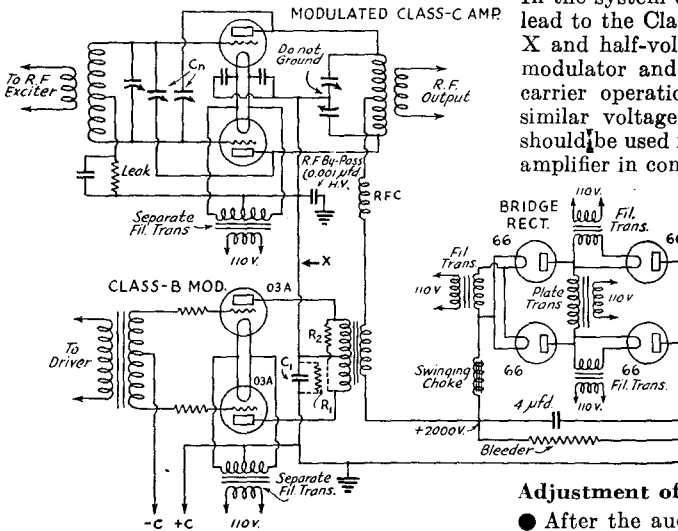 MODULATED CLASS-C AMP.
To R.F.
Exciter
Cn
Do not
Ground
R.F.
Output
Leak
R.F. By-Pass
(0.001 µfd.
H.V.)
RFC
Separate
Fil. Trans
110 V.
X
CLASS-B MOD.
03A
To
Driver
R2
C1
R1
03A
-C
+C
Separate
Fil. Trans.
110V.
In the system
lead to the Cla
X and half-vol
modulator and
carrier operatio
similar voltage
should be used
amplifier in con
BRIDGE
RECT.
110 V.
Fil.
Trans.
66
6
Fil
Trans
110 V
Plate
Trans
110 V
66
66
Swinging
Choke
110 V.
Fil. Trans.
4 µfd.
+2000V.
Bleeder
Adjustment of
● After the aud